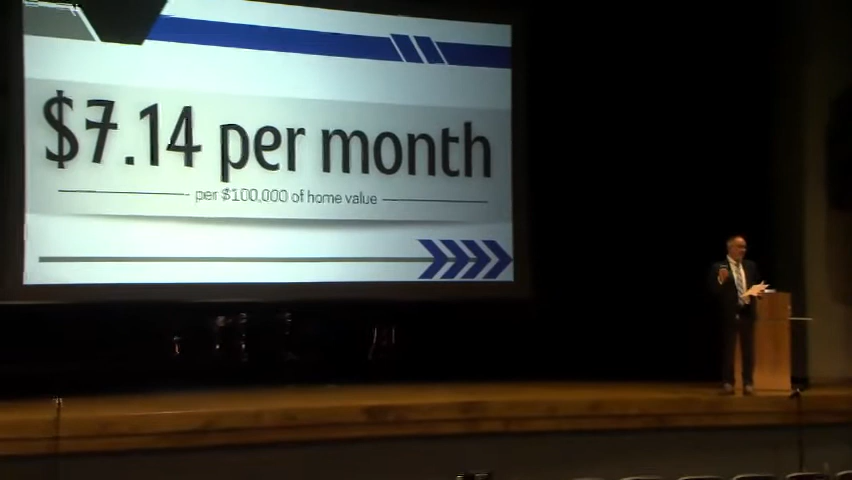 $7.14 per month
per $100,000 of home value